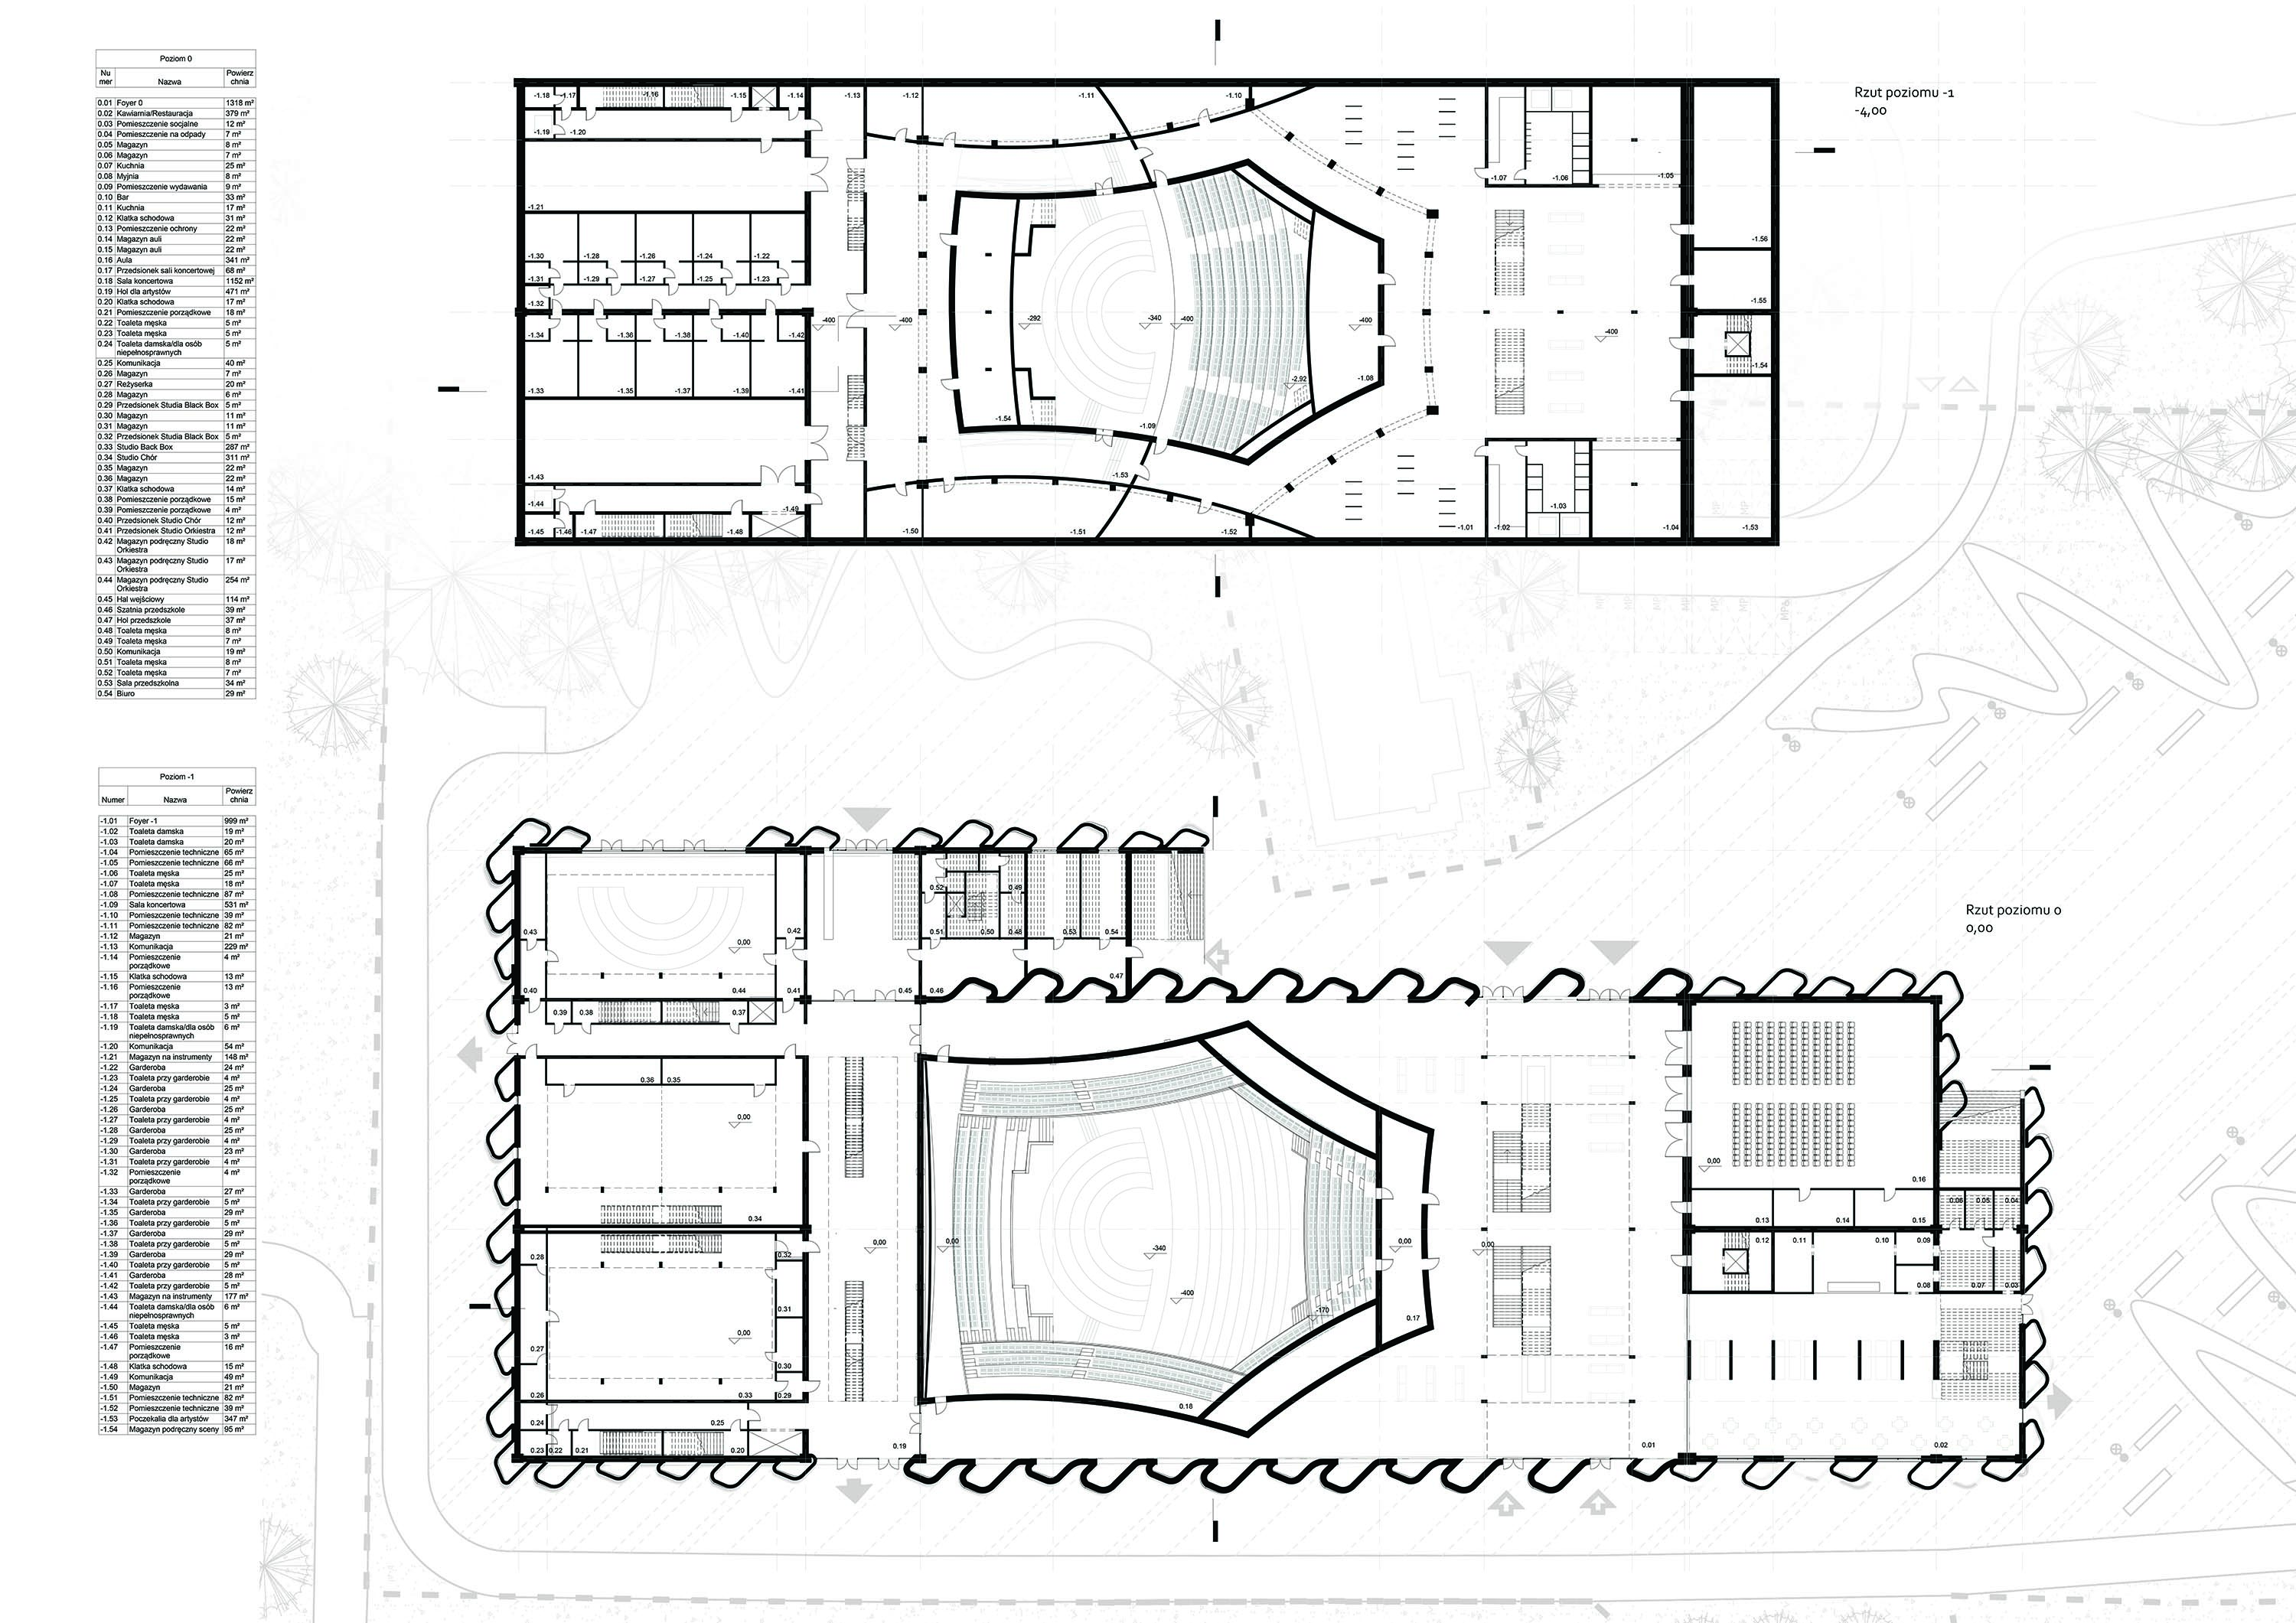 Poziom 0
Nu
mer
Nazwa
Powierz
chnia
0.01 Foyer 0 1318 m²
0.02 Kawiarnia/Restauracja 379 m²
0.03 Pomieszczenie socjalne 12 m²
0.04 Pomieszczenie na odpady 7 m²
0.05 Magazyn 8 m²
0.06 Magazyn 7 m²
0.07 Kuchnia 25 m²
0.08 Myjnia 8 m²
0.09 Pomieszczenie wydawania 9 m²
0.10 Bar 33 m²
0.11 Kuchnia 17 m²
0.12 Klatka schodowa 31 m²
0.13 Pomieszczenie ochrony 22 m²
0.14 Magazyn auli 22 m²
0.15 Magazyn auli 22 m²
0.16 Aula 341 m²
0.17 Przedsionek sali koncertowej 68 m²
0.18 Sala koncertowa 1152 m²
0.19 Hol dla artystów 471 m²
0.20 Klatka schodowa 17 m²
0.21 Pomieszczenie porządkowe 18 m²
0.22 Toaleta męska 5 m²
0.23 Toaleta męska 5 m²
0.24 Toaleta damska/dla osób 5 m²
niepełnosprawnych
0.25 Komunikacja 40 m²
0.26 Magazyn 7 m²
0.27 Reżyserka 20 m²
0.28 Magazyn 6 m²
0.29 Przedsionek Studia Black Box 5 m²
0.30 Magazyn 11 m²
0.31 Magazyn 11 m²
0.32 Przedsionek Studia Black Box 5 m²
0.33 Studio Back Box 287 m²
0.34 Studio Chór 311 m²
0.35 Magazyn 22 m²
0.36 Magazyn 22 m²
0.37 Klatka schodowa 14 m²
0.38 Pomieszczenie porządkowe 15 m²
0.39 Pomieszczenie porządkowe 4 m²
0.40 Przedsionek Studio Chór 12 m²
0.41 Przedsionek Studio Orkiestra 12 m²
0.42 Magazyn podręczny Studio 18 m²
Orkiestra
0.43 Magazyn podręczny Studio 17 m²
Orkiestra
0.44 Magazyn podręczny Studio 254 m²
Orkiestra
0.45 Hal wejściowy 114 m²
0.46 Szatnia przedszkole 39 m²
0.47 Hol przedszkole 37 m²
0.48 Toaleta męska 8 m²
0.49 Toaleta męska 7 m²
0.50 Komunikacja 19 m²
0.51 Toaleta męska 8 m²
0.52 Toaleta męska 7 m²
0.53 Sala przedszkolna 34 m²
0.54 Biuro 29 m²
Poziom -1
Numer
Nazwa
Powierz
chnia
-1.01 Foyer -1 999 m²
-1.02 Toaleta damska 19 m²
-1.03 Toaleta damska 20 m²
-1.04 Pomieszczenie techniczne 65 m²
-1.05 Pomieszczenie techniczne 66 m²
-1.06 Toaleta męska 25 m²
-1.07 Toaleta męska 18 m²
-1.08 Pomieszczenie techniczne 87 m²
-1.09 Sala koncertowa 531 m²
-1.10 Pomieszczenie techniczne 39 m²
-1.11 Pomieszczenie techniczne 82 m²
-1.12 Magazyn 21 m²
-1.13 Komunikacja 229 m²
-1.14 Pomieszczenie 4 m²
porządkowe
-1.15 Klatka schodowa 13 m²
-1.16 Pomieszczenie 13 m²
porządkowe
-1.17 Toaleta męska 3 m²
-1.18 Toaleta męska 5 m²
-1.19 Toaleta damska/dla osób 6 m²
niepełnosprawnych
-1.20 Komunikacja 54 m²
-1.21 Magazyn na instrumenty 148 m²
-1.22 Garderoba 24 m²
-1.23 Toaleta przy garderobie 4 m²
-1.24 Garderoba 25 m²
-1.25 Toaleta przy garderobie 4 m²
-1.26 Garderoba 25 m²
-1.27 Toaleta przy garderobie 4 m²
-1.28 Garderoba 25 m²
-1.29 Toaleta przy garderobie 4 m²
-1.30 Garderoba 23 m²
-1.31 Toaleta przy garderobie 4 m²
-1.32 Pomieszczenie 4 m²
porządkowe
-1.33 Garderoba 27 m²
-1.34 Toaleta przy garderobie 5 m²
-1.35 Garderoba 29 m²
-1.36 Toaleta przy garderobie 5 m²
-1.37 Garderoba 29 m²
-1.38 Toaleta przy garderobie 5 m²
-1.39 Garderoba 29 m²
-1.40 Toaleta przy garderobie 5 m²
-1.41 Garderoba 28 m²
-1.42 Toaleta przy garderobie 5 m²
-1.43 Magazyn na instrumenty 177 m²
-1.44 Toaleta damska/dla osób 6 m²
niepełnosprawnych
-1.45 Toaleta męska 5 m²
-1.46 Toaleta męska 3 m²
-1.47 Pomieszczenie 16 m²
porządkowe
-1.48 Klatka schodowa 15 m²
-1.49 Komunikacja 49 m²
-1.50 Magazyn 21 m²
-1.51 Pomieszczenie techniczne 82 m²
-1.52 Pomieszczenie techniczne 39 m²
-1.53 Poczekalia dla artystów 347 m²
-1.54 Magazyn podręczny sceny 95 m²
Rzut poziomu -1
-4,00
-1.18 -1.17 -1.16 -1.15 -1.14 -1.13 -1.12 -1.11 -1.10
-1.19 -1.20
-1.07 -1.06 -1.05
-1.21
-1.56
-1.30 -1.28 -1.26 -1.24 -1.22
-1.31 -1.29 -1.27 -1.25 -1.23
-1.32 -1.55
-400 -400 -292 -340 -400 -400 -400
-1.34 -1.36 -1.38 -1.40 -1.42
-1.54
-2.92 -1.08
-1.33 -1.35 -1.37 -1.39 -1.41
-1.54 -1.09
-1.43 -1.53
-1.44 -1.49 -1.03
-1.45 -1.46 -1.47 -1.48 -1.50 -1.51 -1.52 -1.01 -1.02 -1.04 -1.53
Rzut poziomu 0
0,00
0.52 0.49
0.43 0.42 0.51 0.50 0.48 0.53 0.54
0,00
0.47
0.40 0.44 0.41 0.45 0.46
0.39 0.38 0.37
0.36 0.35
0,00
0,00
0.16
0.06 0.05 0.04
0.34 0.13 0.14 0.15
0.28 0.32 0,00 0,00 -340 0,00 0,00 0.12 0.11 0.10 0.09
0.08 0.07 0.03
-400
0.31 -170 0.17
0,00
0.27 0.30
0.26 0.33 0.29
0.18
0.24 0.25
0.23 0.22 0.21 0.20 0.19 0.01 0.02